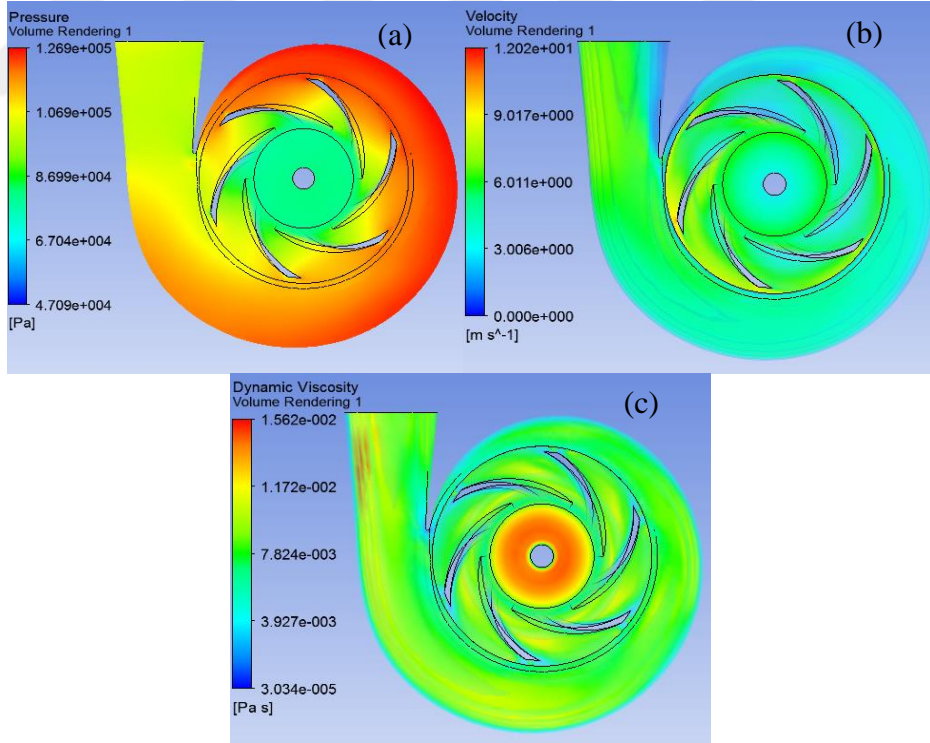 Pressure
Volume Rendering 1
(a)
1.269e+005
1.069e+005
8.699e+004
6.704e+004
4.709e+004
[Pa]
Velocity
Volume Rendering 1
(b)
1.202e+001
9.017e+000
6.011e+000
3.006e+000
0.000e+000
[m s^-1]
Dynamic Viscosity
Volume Rendering 1
(c)
1.562e-002
1.172e-002
7.824e-003
3.927e-003
3.034e-005
[Pa s]